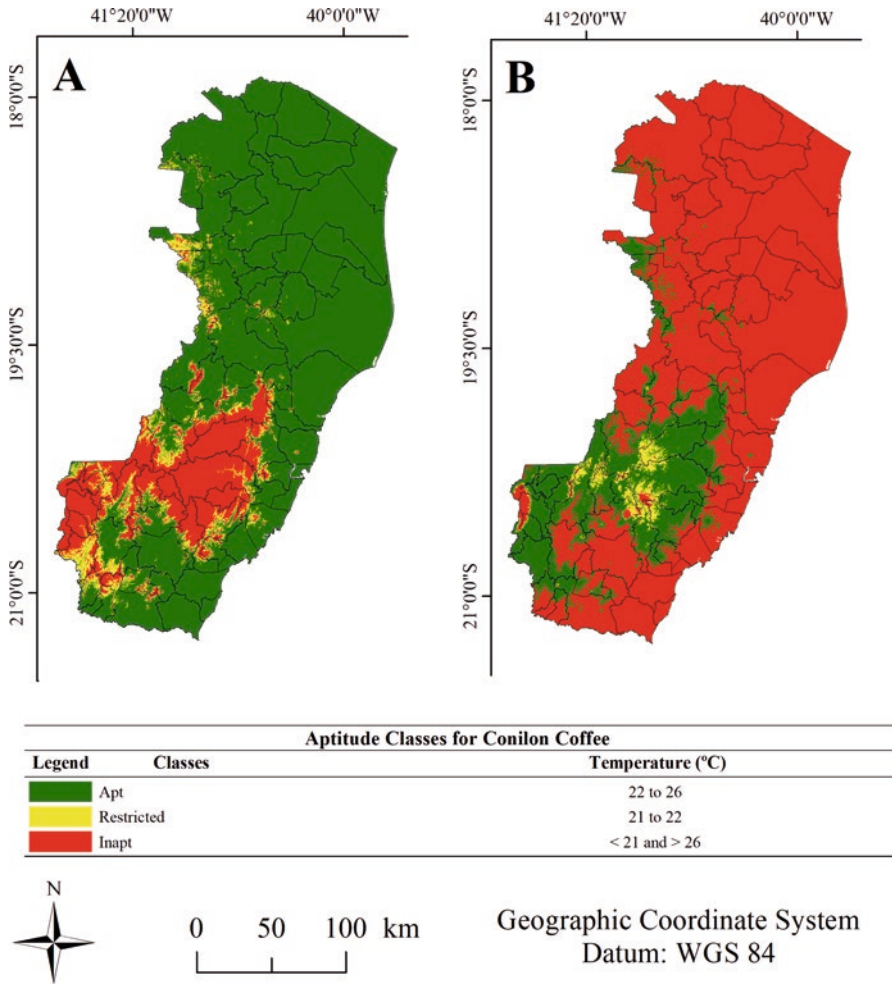 41°20'0"W 40°00'0"W
41°20'0"W 40°00'0"W
A
B
18°0'0"S
18°0'0"S
19°30'0"S
19°30'0"S
21°0'0"S
21°0'0"S
Aptitude Classes for Conilon Coffee
Legend Classes Temperature (ºC)
Apt 22 to 26
Restricted 21 to 22
Inapt < 21 and > 26
N
0 50 100 km
Geographic Coordinate System
Datum: WGS 84